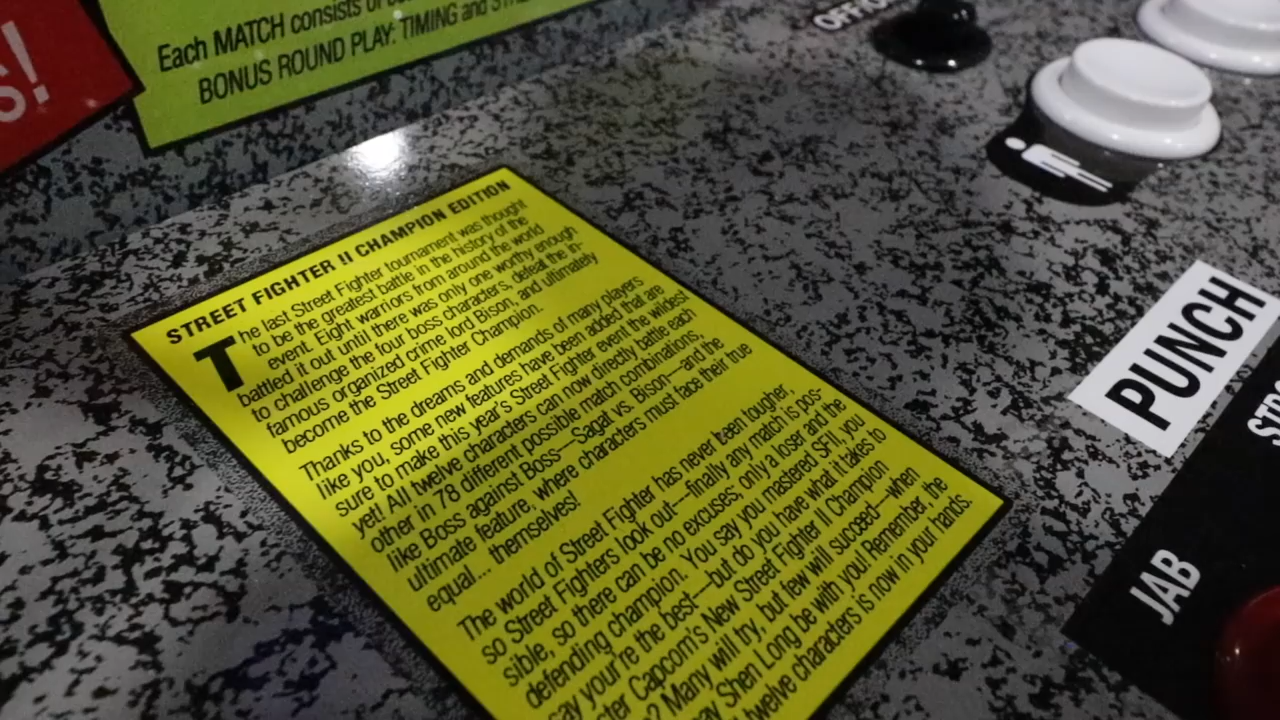 S!
Each MATCH consists of
BONUS ROUND PLAY: TIMING and
OFF
STREET FIGHTER II CHAMPION EDITION
The last Street Fighter tournament was thought
to be the greatest battle in the history of the
event. Eight warriors from around the world
battled it out until there was only one worthy enough
to challenge the four boss characters, defeat the in-
famous organized crime lord Bison, and ultimately
become the Street Fighter Champion.
Thanks to the dreams and demands of many players
like you, some new features have been added that are
sure to make this year's Street Fighter event the wildest
yet! All twelve characters can now directly battle each
other in 78 different possible match combinations,
like Boss against Boss—Sagat vs. Bison—and the
ultimate feature, where characters must face their true
equal... themselves!
The world of Street Fighter has never been tougher,
so Street Fighters look out—finally any match is pos-
sible, so there can be no excuses; only a loser and the
defending champion. You say you mastered SFII, you
say you're the best—but do you have what it takes to
Capcom's New Street Fighter II Champion
? Many will try, but few will succeed—when
Shen Long be with you! Remember, the
twelve characters is now in your hands.
PUNCH
JAB